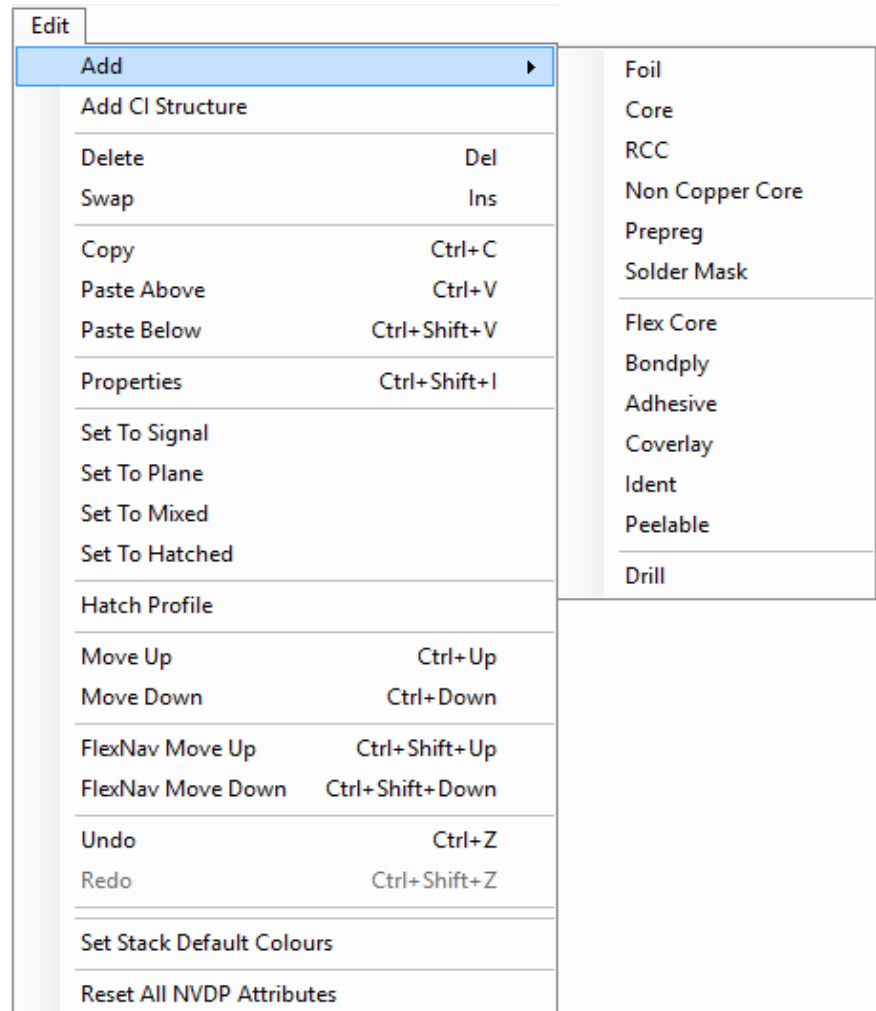 Edit
Add
Add CI Structure
Delete Del
Swap Ins
Copy Ctrl+C
Paste Above Ctrl+V
Paste Below Ctrl+Shift+V
Properties Ctrl+Shift+I
Set To Signal
Set To Plane
Set To Mixed
Set To Hatched
Hatch Profile
Move Up Ctrl+Up
Move Down Ctrl+Down
FlexNav Move Up Ctrl+Shift+Up
FlexNav Move Down Ctrl+Shift+Down
Undo Ctrl+Z
Redo Ctrl+Shift+Z
Set Stack Default Colours
Reset All NVDP Attributes
Foil
Core
RCC
Non Copper Core
Prepreg
Solder Mask
Flex Core
Bondply
Adhesive
Coverlay
Ident
Peelable
Drill